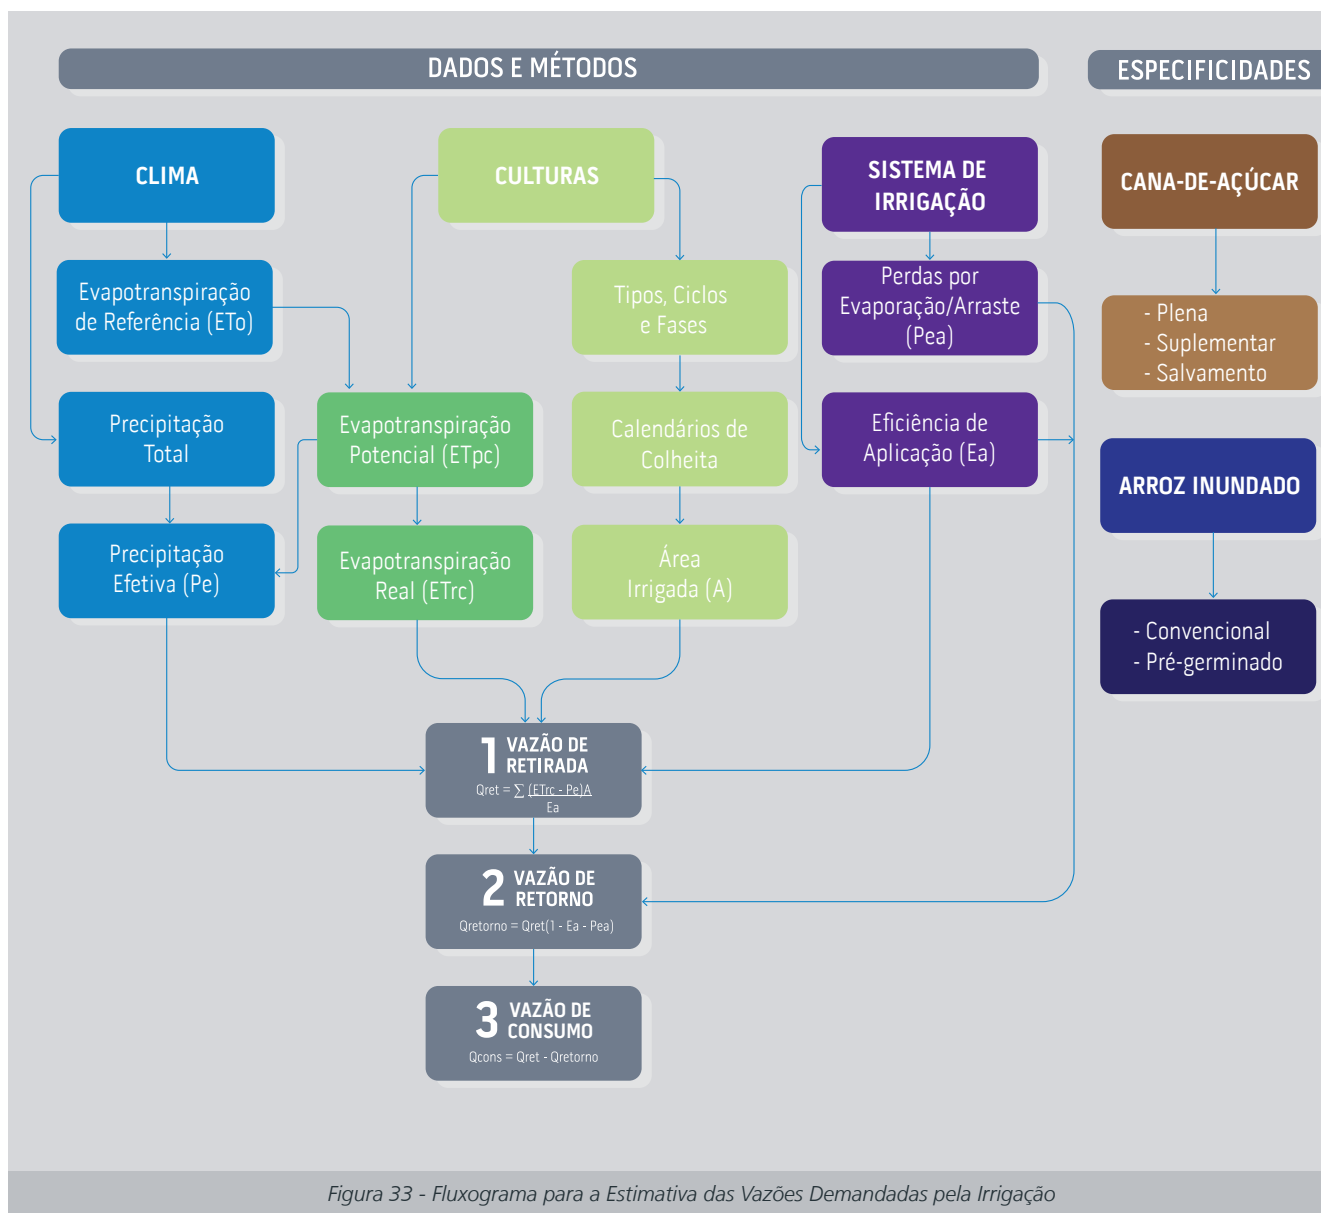 DADOS E MÉTODOS
ESPECIFICIDADES
CLIMA
CULTURAS
SISTEMA DE
IRRIGAÇÃO
CANA-DE-AÇÚCAR
Evapotranspiração
de Referência (ETo)
Tipos, Ciclos
e Fases
Perdas por
Evaporação/Arraste
(Pea)
- Plena
- Suplementar
- Salvamento
Precipitação
Total
Evapotranspiração
Potencial (ETpc)
Calendários de
Colheita
Eficiência de
Aplicação (Ea)
ARROZ INUNDADO
Precipitação
Efetiva (Pe)
Evapotranspiração
Real (ETrc)
Área
Irrigada (A)
- Convencional
- Pré-germinado
1 VAZÃO DE
RETIRADA
Qret = ∑ (ETrc - Pe)A
Ea
2 VAZÃO DE
RETORNO
Qretorno = Qret(1 - Ea - Pea)
3 VAZÃO DE
CONSUMO
Qcons = Qret - Qretorno
Figura 33 - Fluxograma para a Estimativa das Vazões Demandadas pela Irrigação